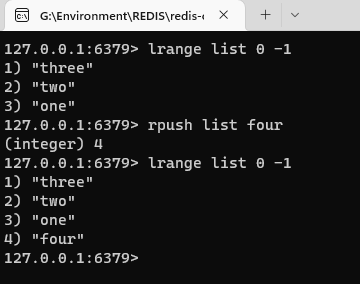 G:\Environment\REDIS\redis-c
127.0.0.1:6379> lrange list 0 -1
1) "three"
2) "two"
3) "one"
127.0.0.1:6379> rpush list four
(integer) 4
127.0.0.1:6379> lrange list 0 -1
1) "three"
2) "two"
3) "one"
4) "four"
127.0.0.1:6379>